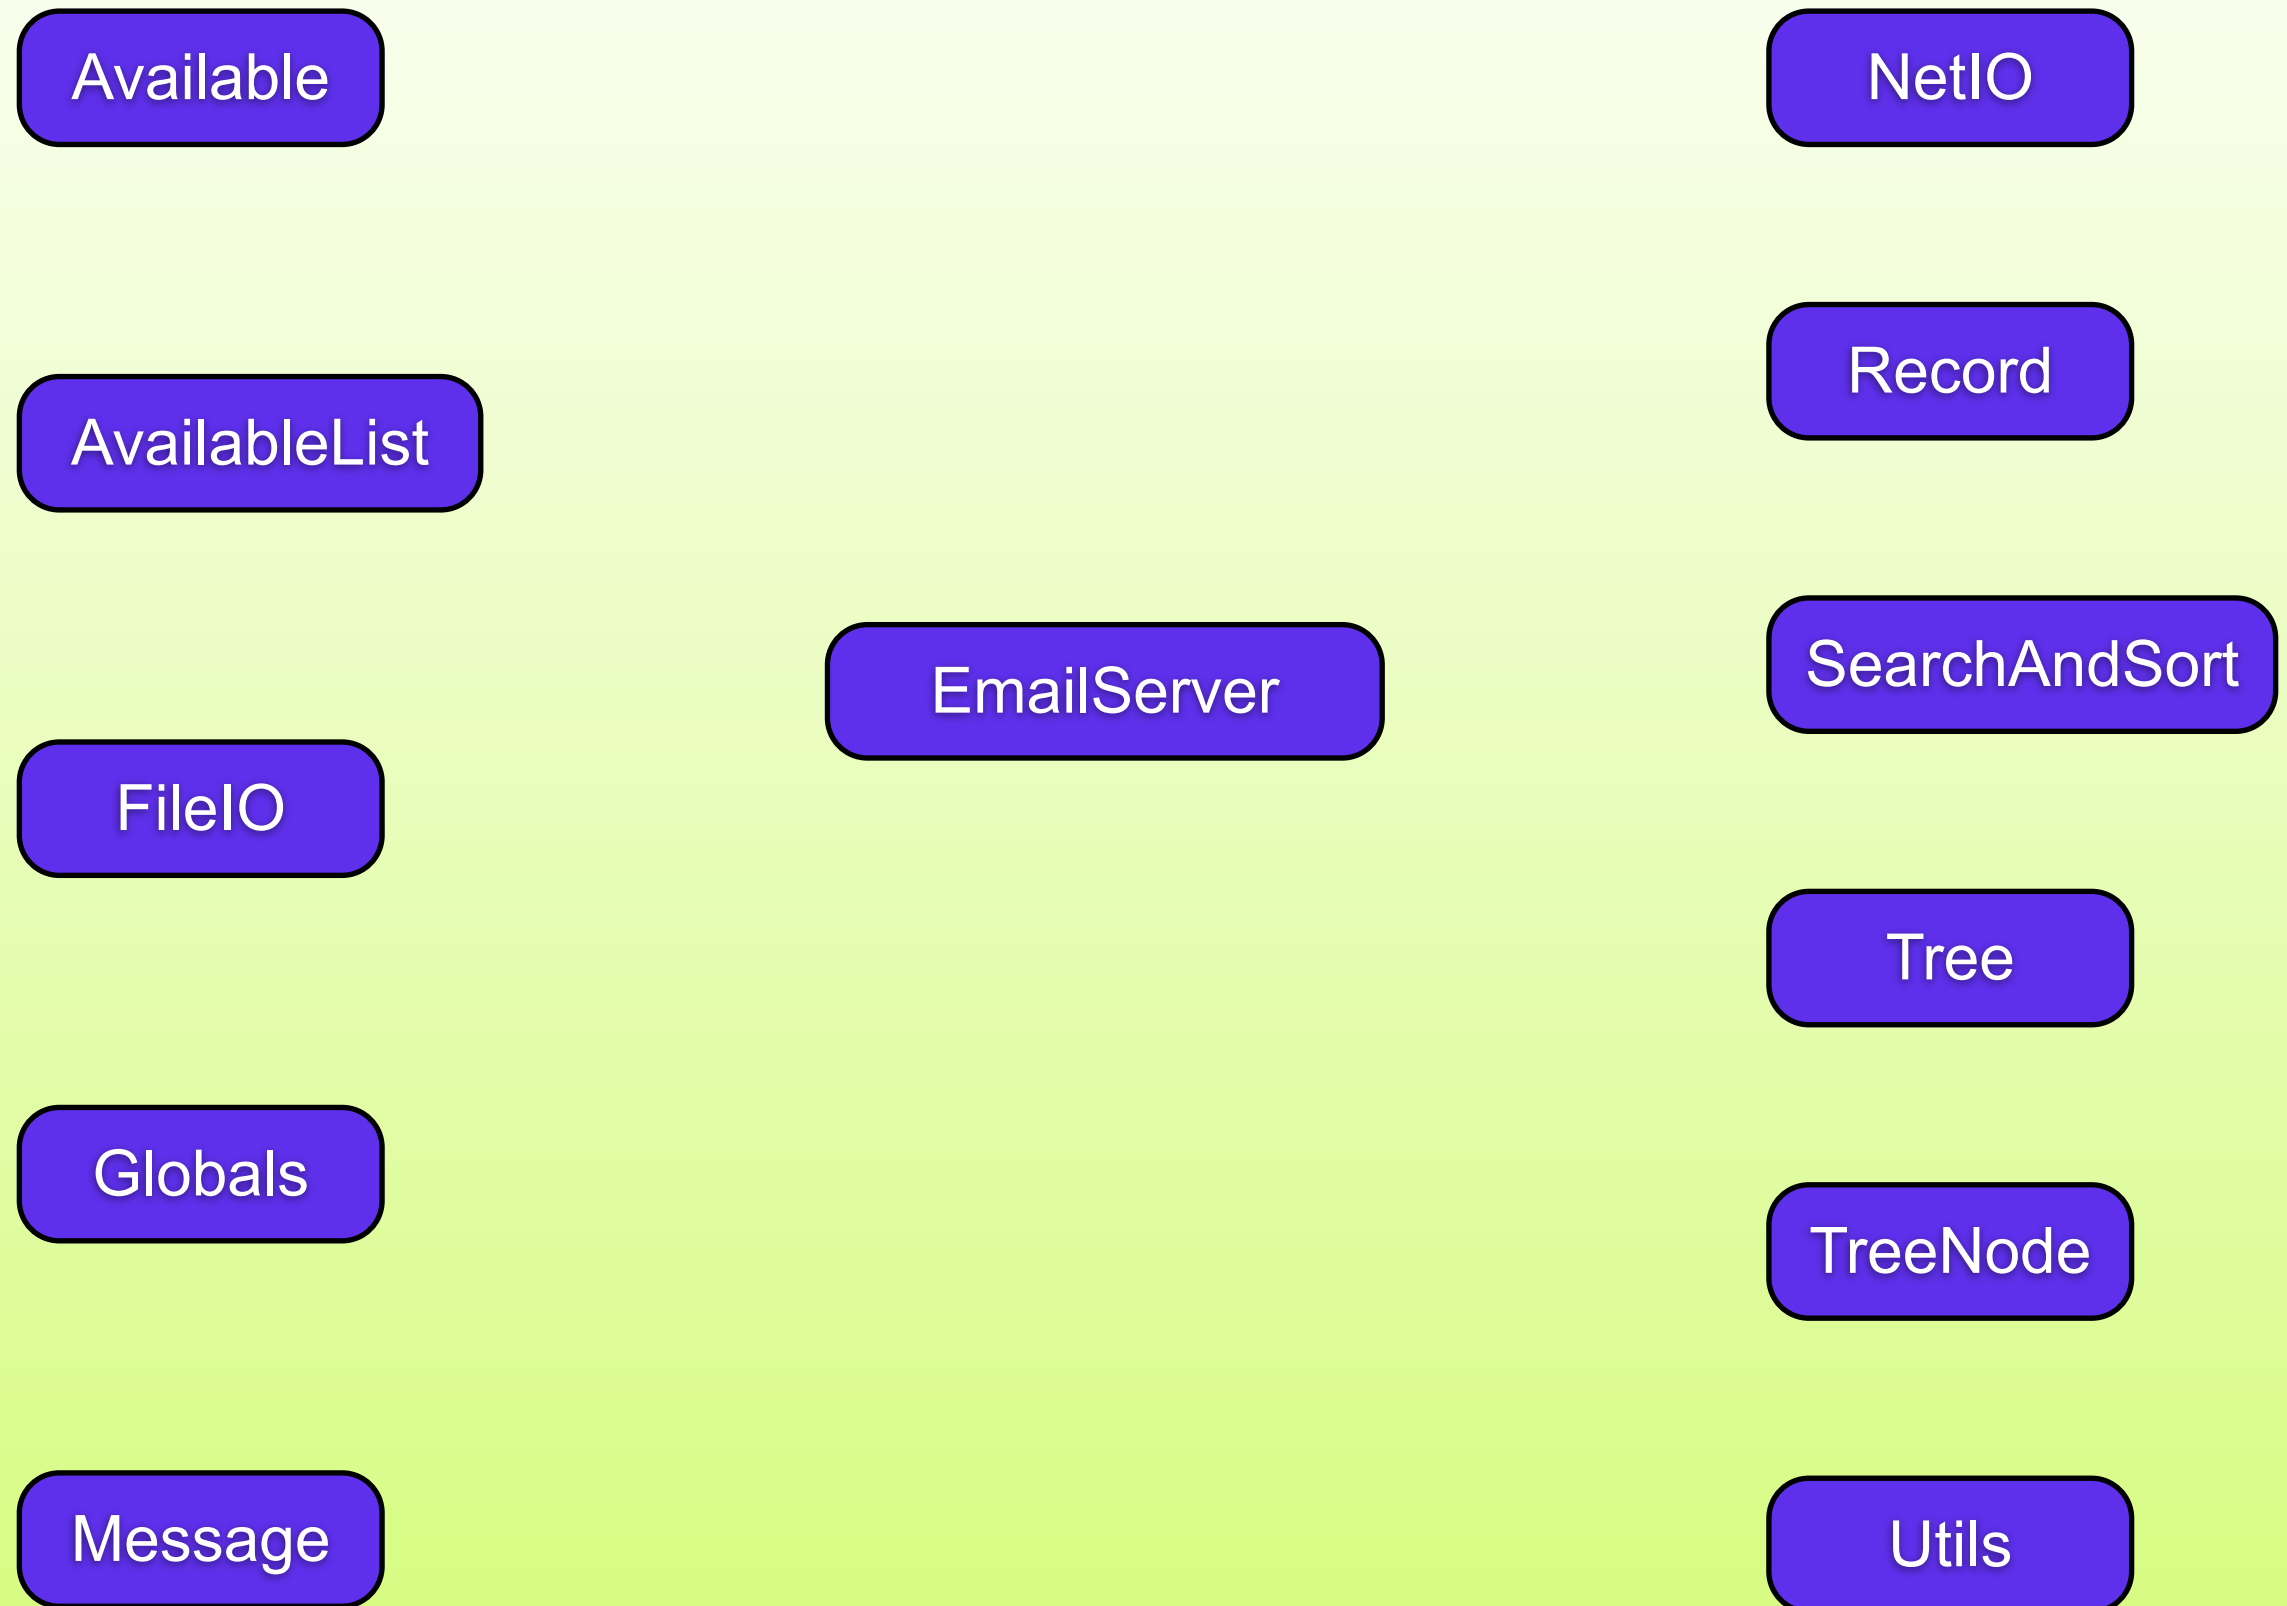 Available
AvailableList
FileIO
Globals
Message
EmailServer
NetIO
Record
SearchAndSort
Tree
TreeNode
Utils